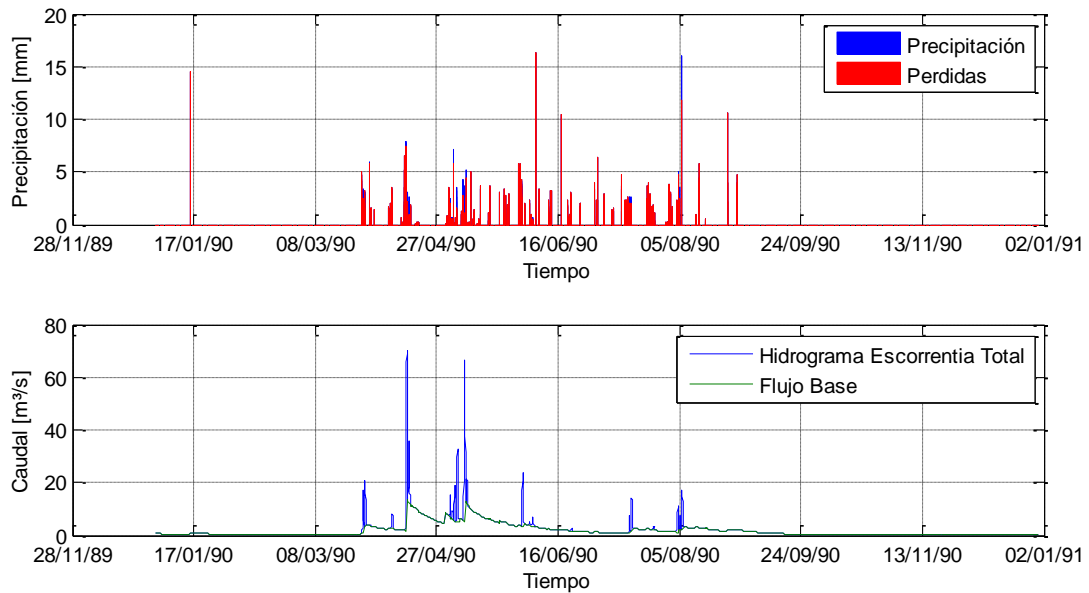 20
15
10
5
0
Precipitación [mm]
Precipitación
Perdidas
28/11/89 17/01/90 08/03/90 27/04/90 16/06/90 05/08/90 24/09/90 13/11/90 02/01/91
Tiempo
80
60
40
20
0
Caudal [m³/s]
Hidrograma Escorrentia Total
Flujo Base
28/11/89 17/01/90 08/03/90 27/04/90 16/06/90 05/08/90 24/09/90 13/11/90 02/01/91
Tiempo